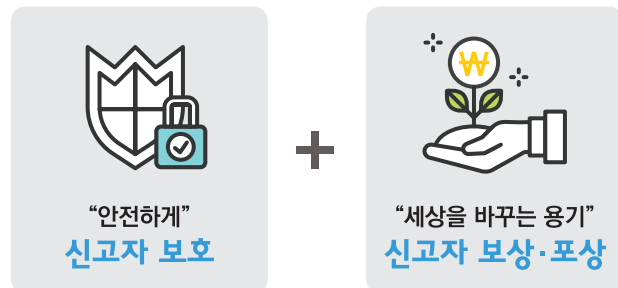 “안전하게”
신고자 보호
+
“세상을 바꾸는 용기”
신고자 보상·포상